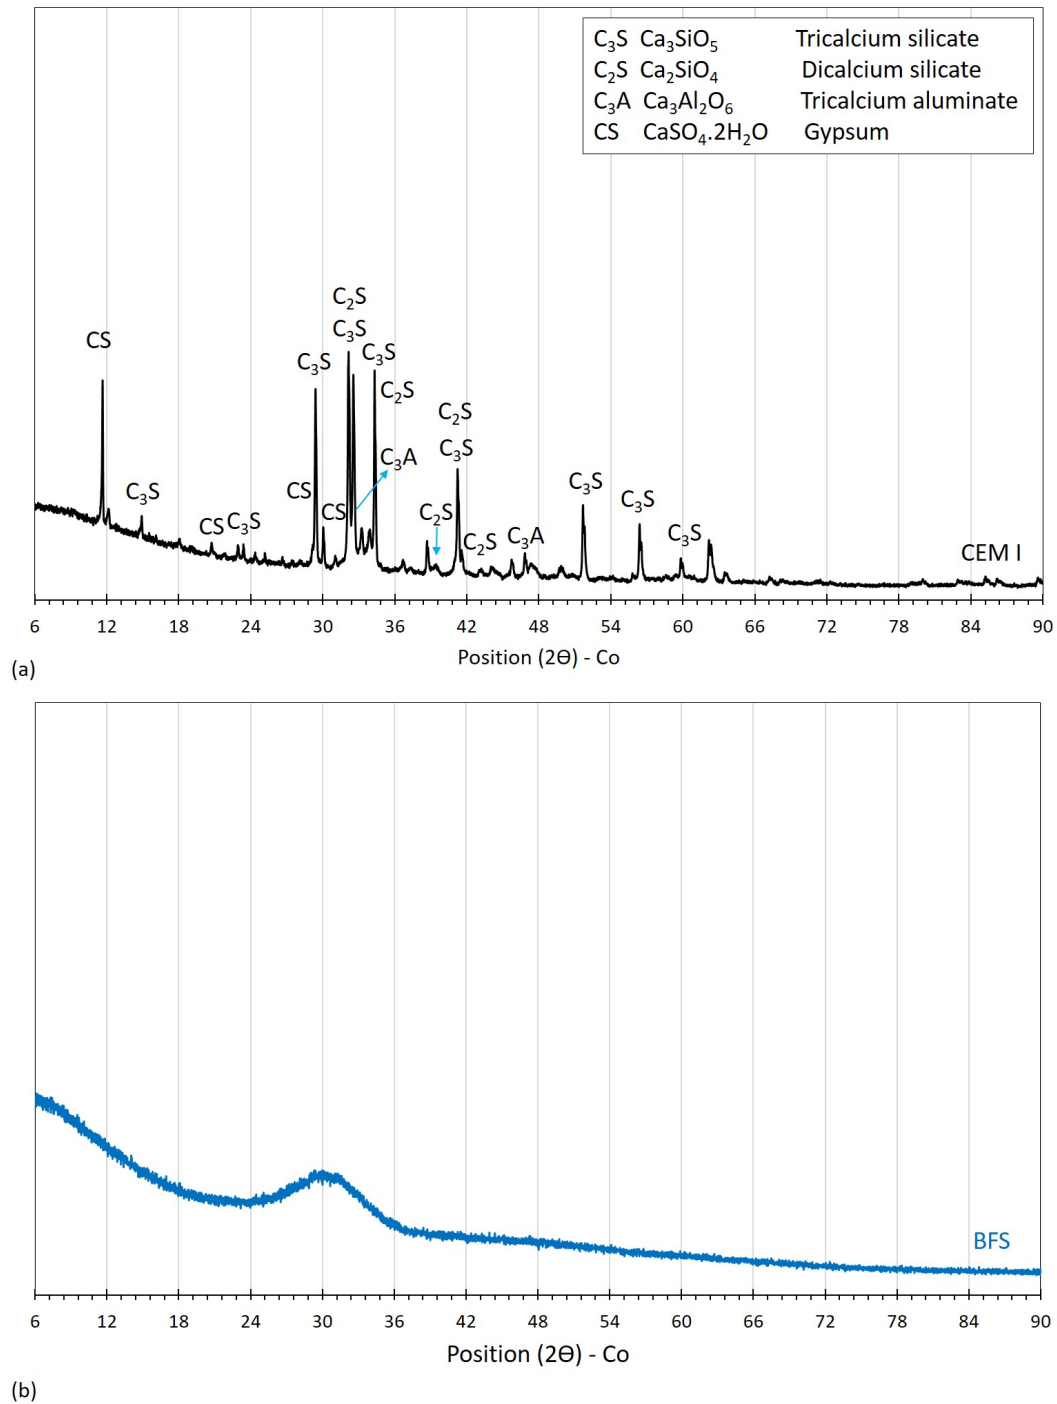 C₃S Ca₃SiO₅ Tricalcium silicate
C₂S Ca₂SiO₄ Dicalcium silicate
C₃A Ca₃Al₂O₆ Tricalcium aluminate
CS CaSO₄.2H₂O Gypsum
C₂S
CS
C₃S
C₃S
C₃S
C₂S
C₂S
C₃S
C₃A
C₃S
CS
C₃S
C₃S
CS
C₃S
CS
C₂S
C₂S
C₃A
C₃S
CEM I
6 12 18 24 30 36 42 48 54 60 66 72 78 84 90
Position (2Ɵ) - Co
(a)
BFS
6 12 18 24 30 36 42 48 54 60 66 72 78 84 90
Position (2Ɵ) - Co
(b)